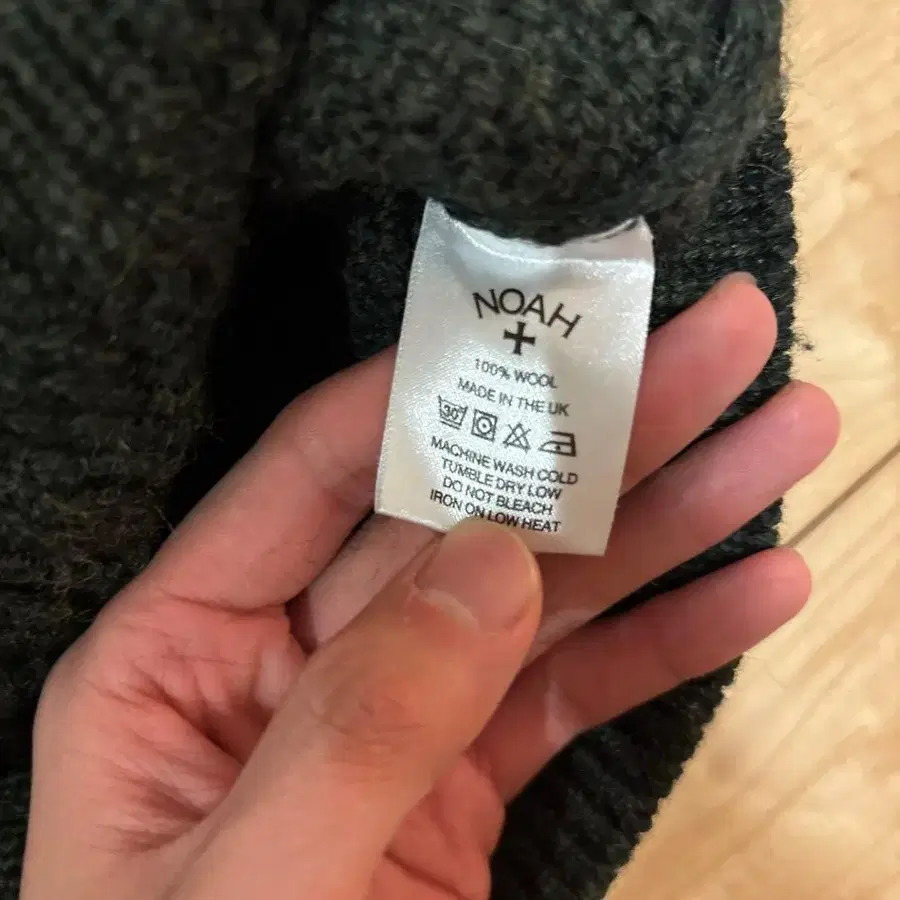 NOAH
100% WOOL
MADE IN THE UK
30
MACHINE WASH COLD
TUMBLE DRY LOW
DO NOT BLEACH
IRON ON LOW HEAT